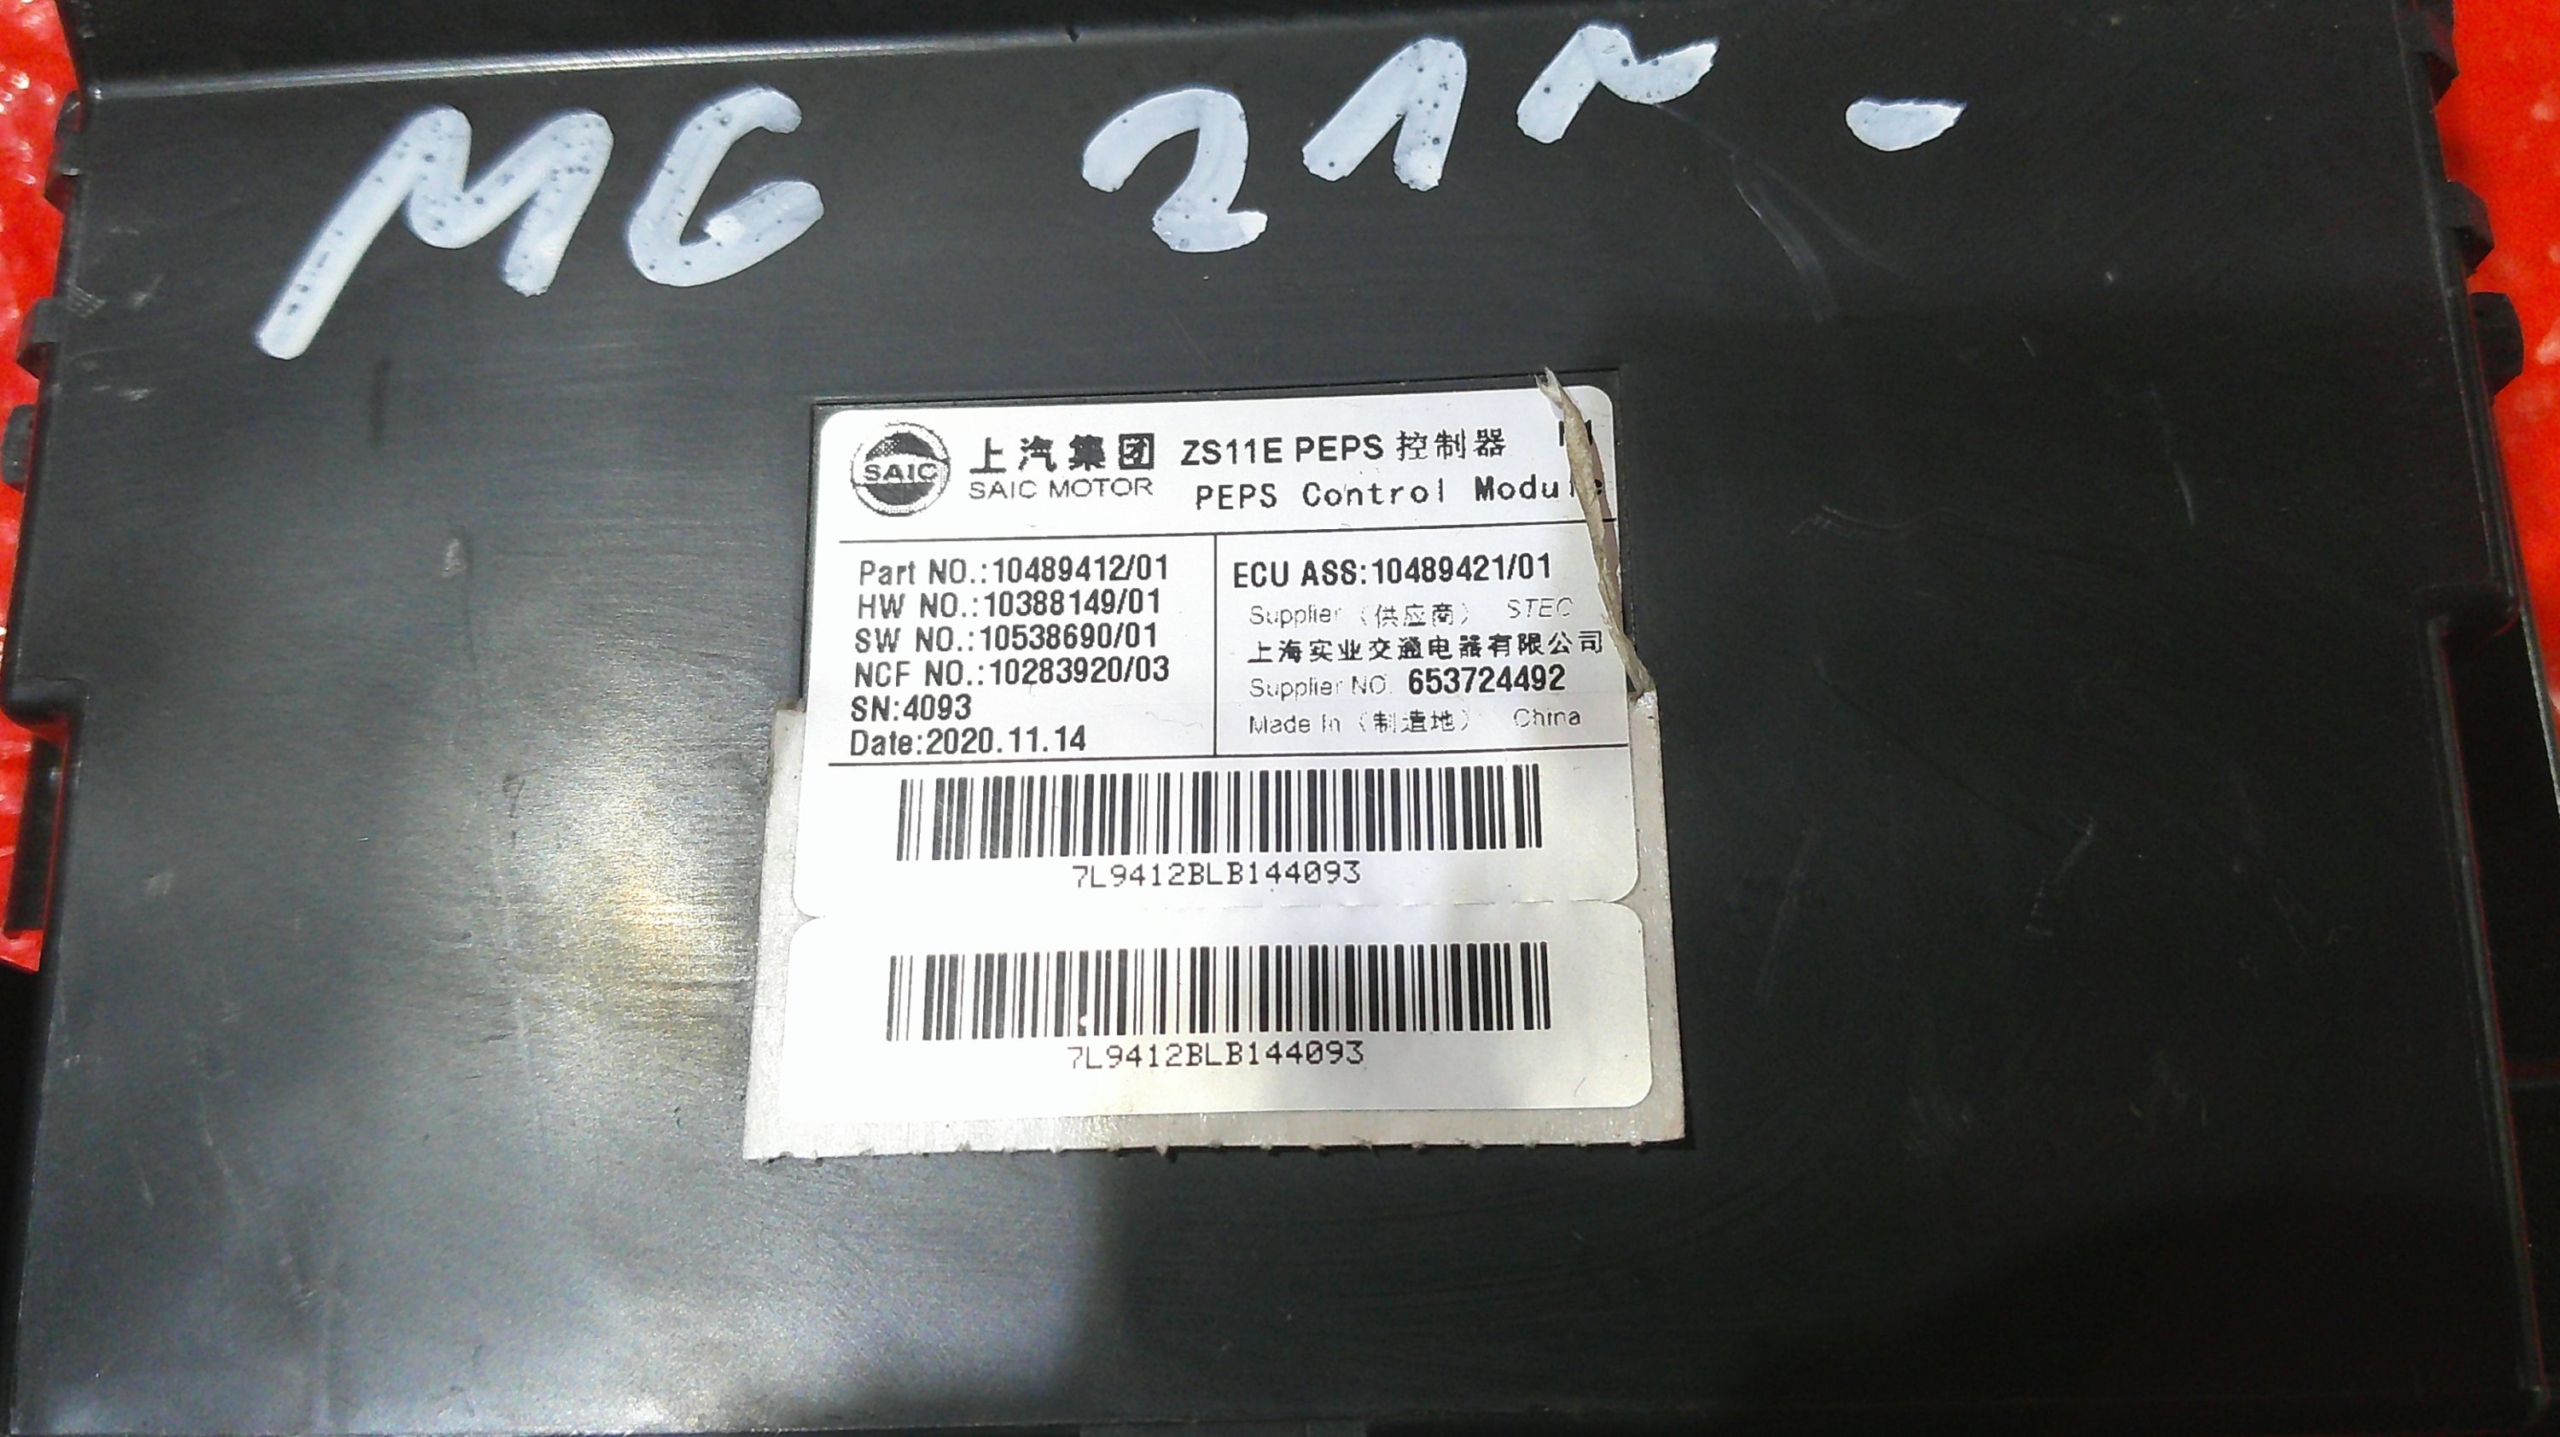 MG 21г-
SAIC 上汽集团 ZS11E PEPS 控制器
SAIC MOTOR PEPS Control Module
Part NO.:10489412/01
HW NO.:10388149/01
SW NO.:10538690/01
NCF NO.:10283920/03
SN:4093
Date:2020.11.14
ECU ASS:10489421/01
Supplier（供应商） STEC
上海实业交通电器有限公司
Supplier NO. 653724492
Made In（制造地） China
7L9412BLB144093
7L9412BLB144093